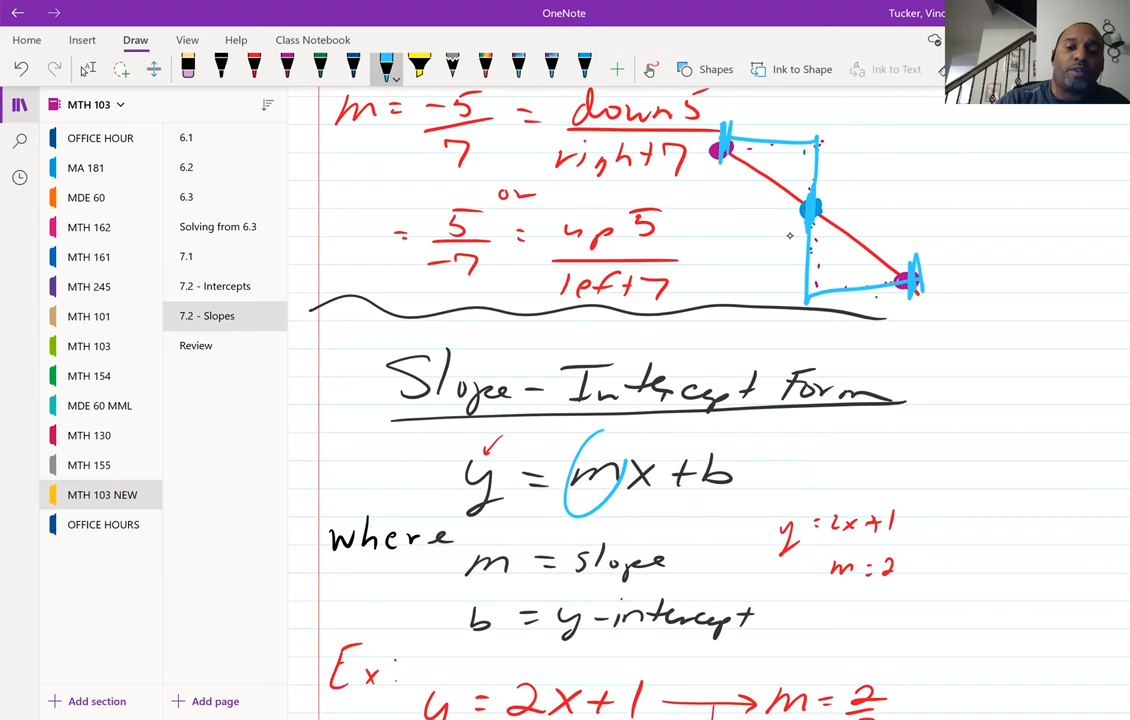 OneNote
Tucker, Vinc
Home Insert Draw View Help Class Notebook
Shapes Ink to Shape Ink to Text
MTH 103
OFFICE HOUR
MA 181
MDE 60
MTH 162
MTH 161
MTH 245
MTH 101
MTH 103
MTH 154
MDE 60 MML
MTH 130
MTH 155
MTH 103 NEW
OFFICE HOURS
Add section
6.1
6.2
6.3
Solving from 6.3
7.1
7.2 - Intercepts
7.2 - Slopes
Review
Add page
m = -5/7 = down 5/right 7
or
= 5/-7 = up 5/left 7
Slope-Intercept Form
y = mx + b
where
m = slope
b = y-intercept
y = 2x + 1
m = 2
Ex:
y = 2x + 1 → m = 2